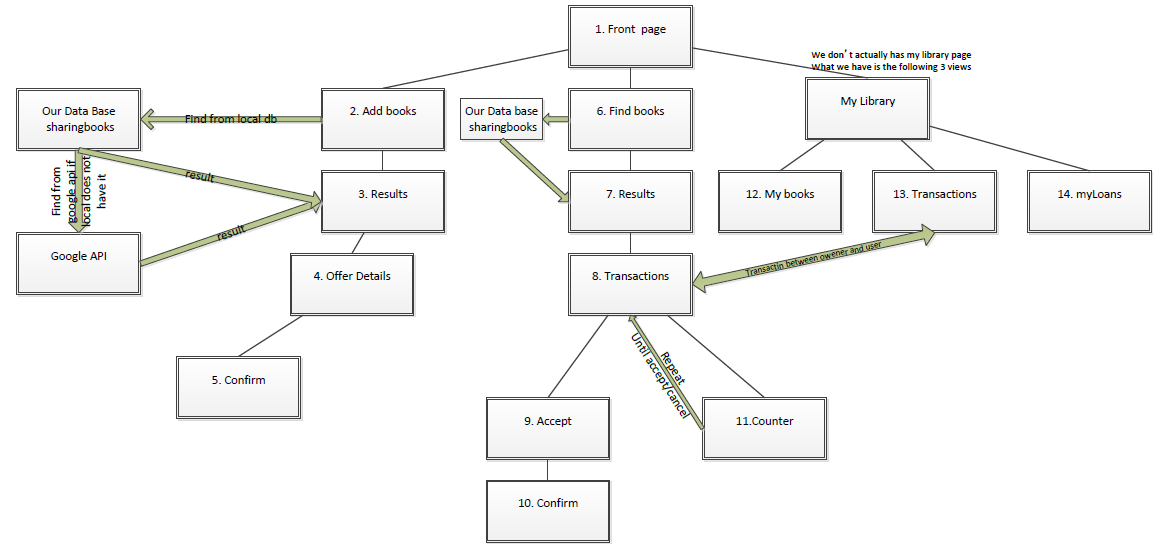 1. Front page
We don't actually has my library page
What we have is the following 3 views
My Library
Our Data Base
sharingbooks
Find from local db
2. Add books
Our Data base
sharingbooks
6. Find books
Find from
google api if
local does not
have it
result
result
3. Results
7. Results
12. My books
13. Transactions
14. myLoans
Google API
4. Offer Details
8. Transactions
Transactin between owener and user
Repeat
Until accept/cancel
5. Confirm
9. Accept
11.Counter
10. Confirm